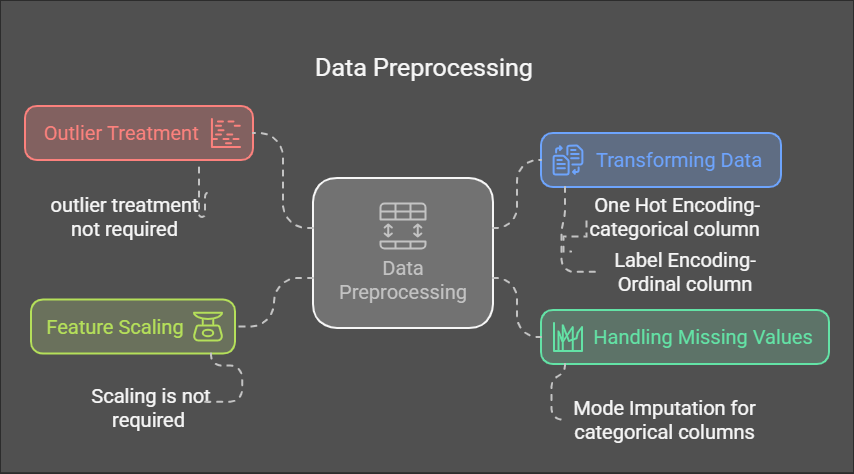 Data Preprocessing
Outlier Treatment
outlier treatment
not required
Feature Scaling
Scaling is not
required
Data
Preprocessing
Transforming Data
One Hot Encoding-
categorical column
Label Encoding-
Ordinal column
Handling Missing Values
Mode Imputation for
categorical columns